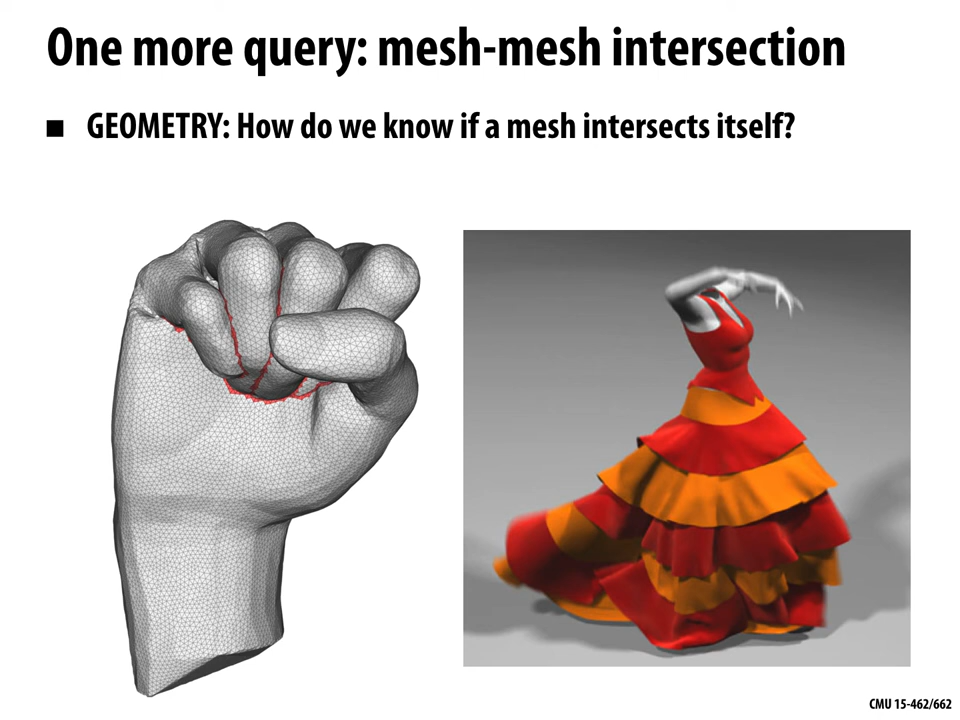 One more query: mesh-mesh intersection
GEOMETRY: How do we know if a mesh intersects itself?
CMU 15-462/662